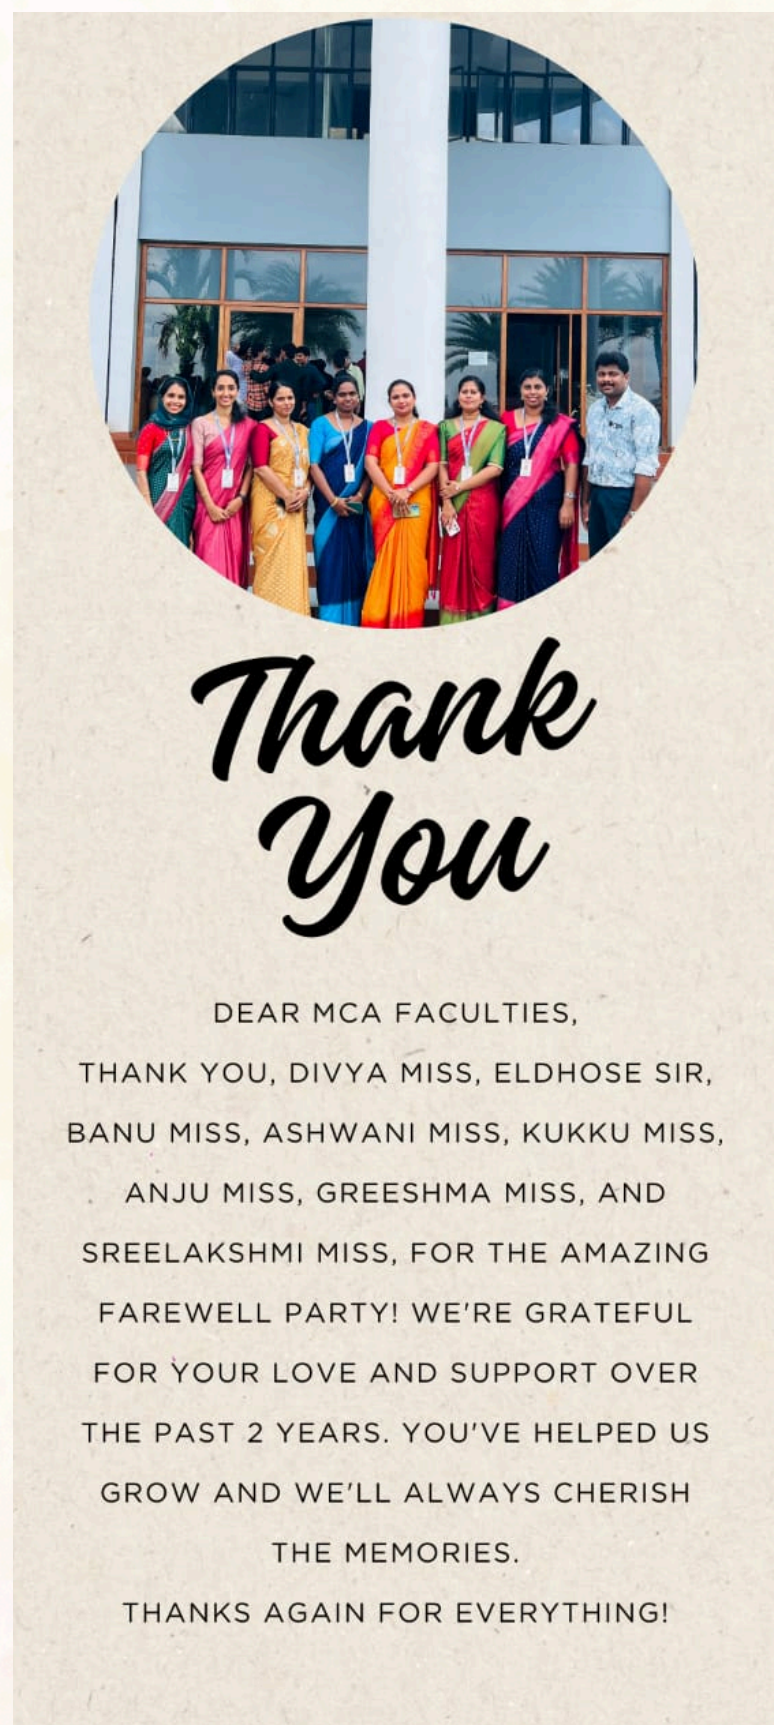 Thank
You
DEAR MCA FACULTIES,
THANK YOU, DIVYA MISS, ELDHOSE SIR,
BANU MISS, ASHWANI MISS, KUKKU MISS,
ANJU MISS, GREESHMA MISS, AND
SREELAKSHMI MISS, FOR THE AMAZING
FAREWELL PARTY! WE'RE GRATEFUL
FOR YOUR LOVE AND SUPPORT OVER
THE PAST 2 YEARS. YOU'VE HELPED US
GROW AND WE'LL ALWAYS CHERISH
THE MEMORIES.
THANKS AGAIN FOR EVERYTHING!